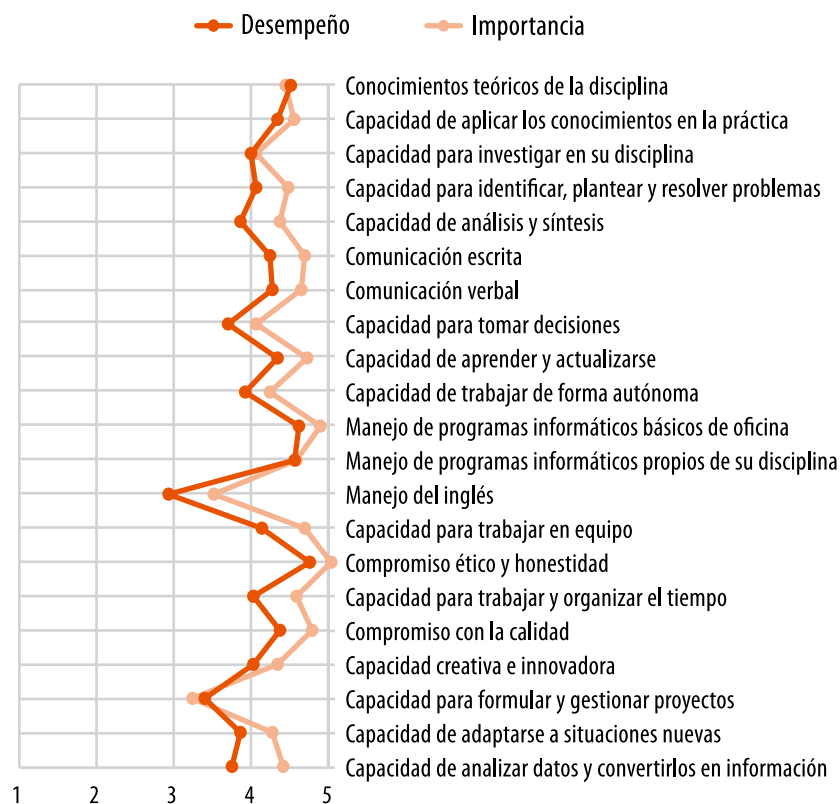 Desempeño Importancia
Conocimientos teóricos de la disciplina
Capacidad de aplicar los conocimientos en la práctica
Capacidad para investigar en su disciplina
Capacidad para identificar, plantear y resolver problemas
Capacidad de análisis y síntesis
Comunicación escrita
Comunicación verbal
Capacidad para tomar decisiones
Capacidad de aprender y actualizarse
Capacidad de trabajar de forma autónoma
Manejo de programas informáticos básicos de oficina
Manejo de programas informáticos propios de su disciplina
Manejo del inglés
Capacidad para trabajar en equipo
Compromiso ético y honestidad
Capacidad para trabajar y organizar el tiempo
Compromiso con la calidad
Capacidad creativa e innovadora
Capacidad para formular y gestionar proyectos
Capacidad de adaptarse a situaciones nuevas
Capacidad de analizar datos y convertirlos en información
1 2 3 4 5